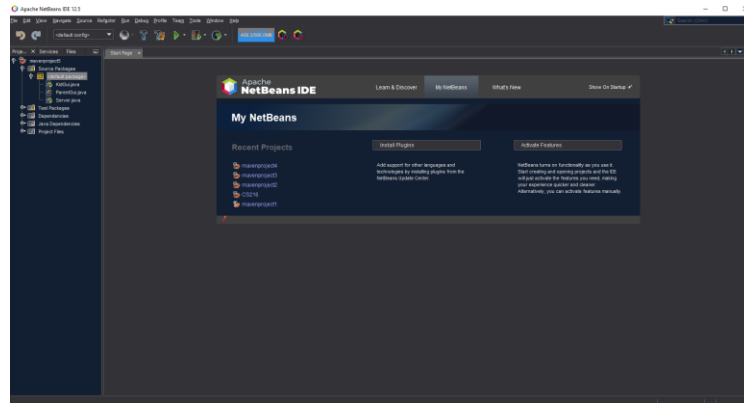 Apache NetBeans IDE 12.5
File Edit View Navigate Source Refactor Run Debug Profile Team Tools Window Help
Search (Ctrl+I)
<default config>
Proje... X Services Files
Start Page
mavenproject5
Source Packages
<default package>
KidGui.java
ParentGui.java
Server.java
Test Packages
Dependencies
Java Dependencies
Project Files
Apache
NetBeans IDE
Learn & Discover
My NetBeans
What's New
Show On Startup
My NetBeans
Recent Projects
mavenproject4
mavenproject3
mavenproject2
CS216
mavenproject1
Install Plugins
Add support for other languages and
technologies by installing plugins from the
NetBeans Update Center.
Activate Features
NetBeans turns on functionality as you use it.
Start creating and opening projects and the IDE
will just activate the features you need, making
your experience quicker and cleaner.
Alternatively, you can activate features manually.